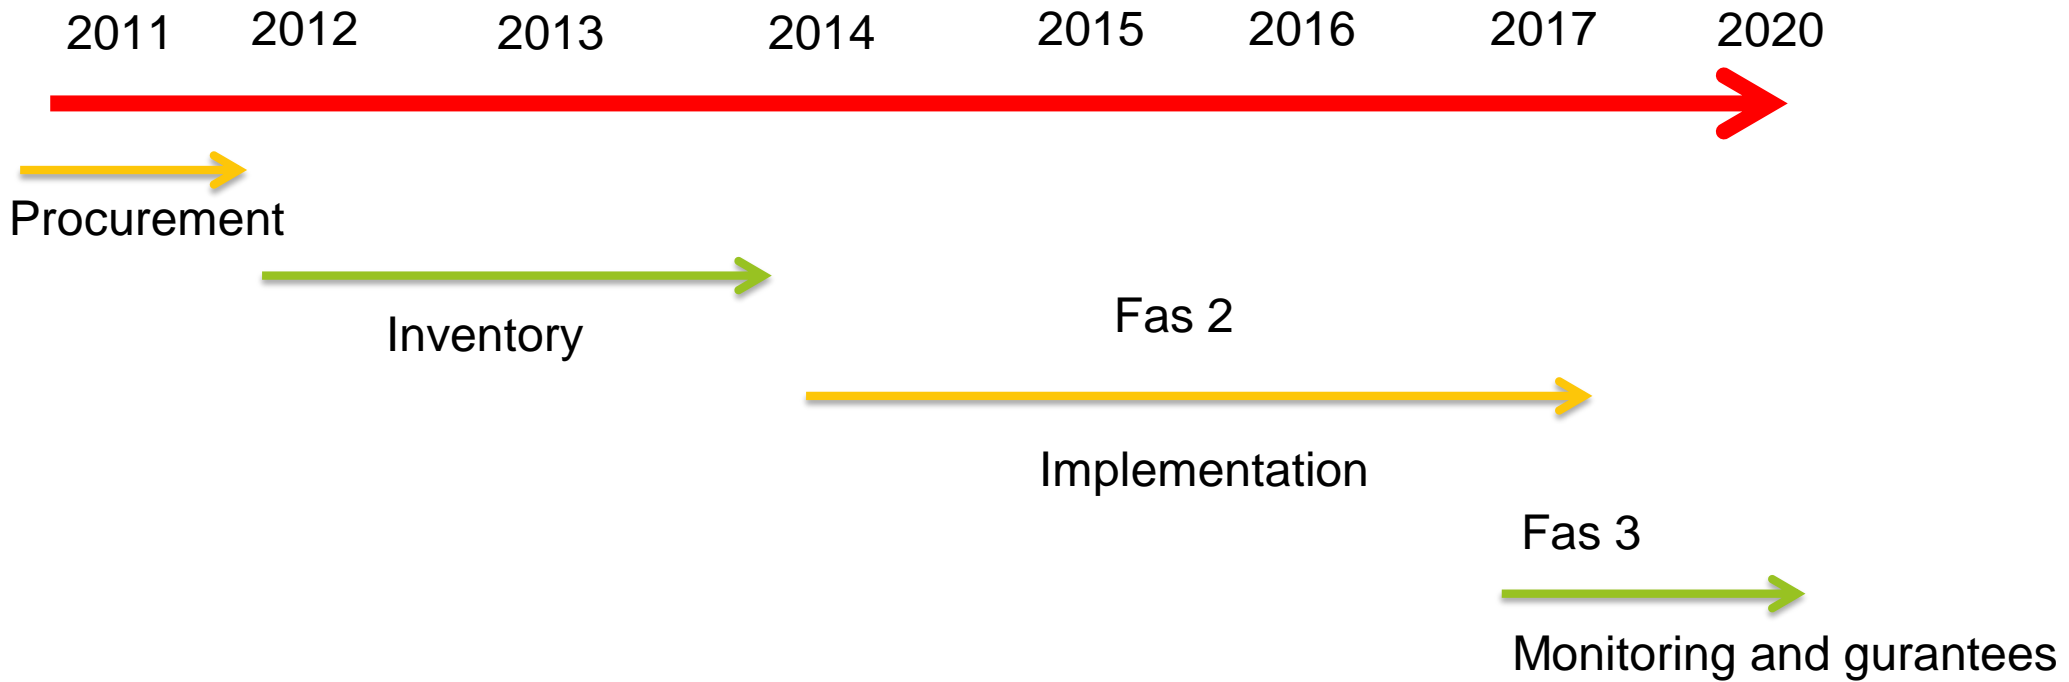 2011 2012 2013 2014 2015 2016 2017 2020
Procurement
Inventory
Fas 2
Implementation
Fas 3
Monitoring and gurantees